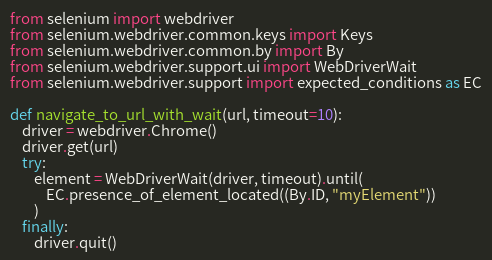 from selenium import webdriver
from selenium.webdriver.common.keys import Keys
from selenium.webdriver.common.by import By
from selenium.webdriver.support.ui import WebDriverWait
from selenium.webdriver.support import expected_conditions as EC

def navigate_to_url_with_wait(url, timeout=10):
    driver = webdriver.Chrome()
    driver.get(url)
    try:
        element = WebDriverWait(driver, timeout).until(
            EC.presence_of_element_located((By.ID, "myElement"))
        )
    finally:
        driver.quit()